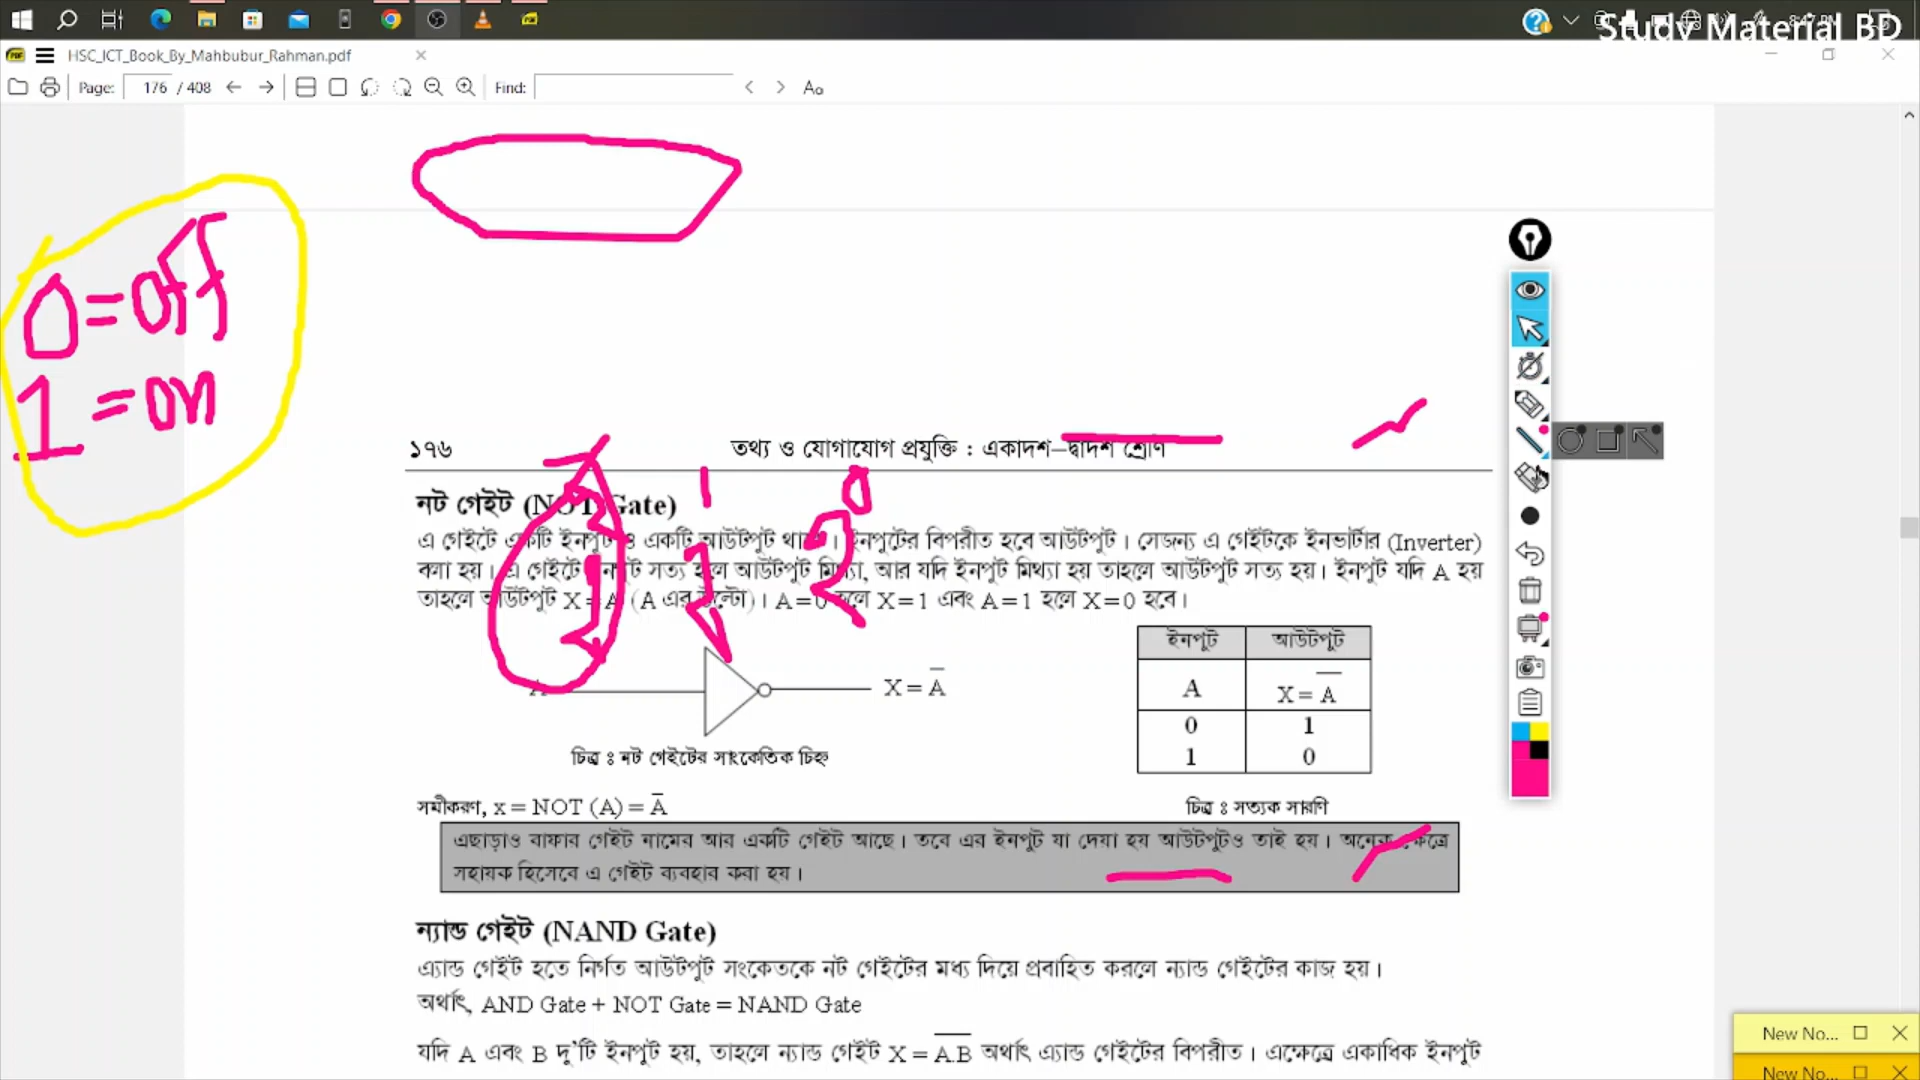 Study Material BD
HSC_ICT_Book_By_Mahbubur_Rahman.pdf
Page: 176 / 408 Find:
0=off
1=on
১৭৬ তথ্য ও যোগাযোগ প্রযুক্তি : একাদশ–দ্বাদশ শ্রেণি
নট গেইট (NOT Gate)
এ গেইটে একটি ইনপুট ও একটি আউটপুট থাকে। ইনপুটের বিপরীত হবে আউটপুট। সেজন্য এ গেইটকে ইনভার্টার (Inverter)
বলা হয়। এ গেইটে ইনপুট সত্য হলে আউটপুট মিথ্যা, আর যদি ইনপুট মিথ্যা হয় তাহলে আউটপুট সত্য হয়। ইনপুট যদি A হয়
তাহলে আউটপুট X = A̅ (A এর উল্টো)। A=0 হলে X=1 এবং A=1 হলে X=0 হবে।
A X = A̅
চিত্র : নট গেইটের সাংকেতিক চিহ্ন
ইনপুট আউটপুট
A X = A̅
0 1
1 0
সমীকরণ, x = NOT (A) = A̅ চিত্র : সত্যক সারণি
এছাড়াও বাফার গেইট নামের আর একটি গেইট আছে। তবে এর ইনপুট যা দেয়া হয় আউটপুটও তাই হয়। অনেক ক্ষেত্রে
সহায়ক হিসেবে এ গেইট ব্যবহার করা হয়।
ন্যান্ড গেইট (NAND Gate)
এ্যান্ড গেইট হতে নির্গত আউটপুট সংকেতকে নট গেইটের মধ্য দিয়ে প্রবাহিত করলে ন্যান্ড গেইটের কাজ হয়।
অর্থাৎ, AND Gate + NOT Gate = NAND Gate
যদি A এবং B দু'টি ইনপুট হয়, তাহলে ন্যান্ড গেইট X = A̅.̅B̅ অর্থাৎ এ্যান্ড গেইটের বিপরীত। এক্ষেত্রে একাধিক ইনপুট
New No...
New No...